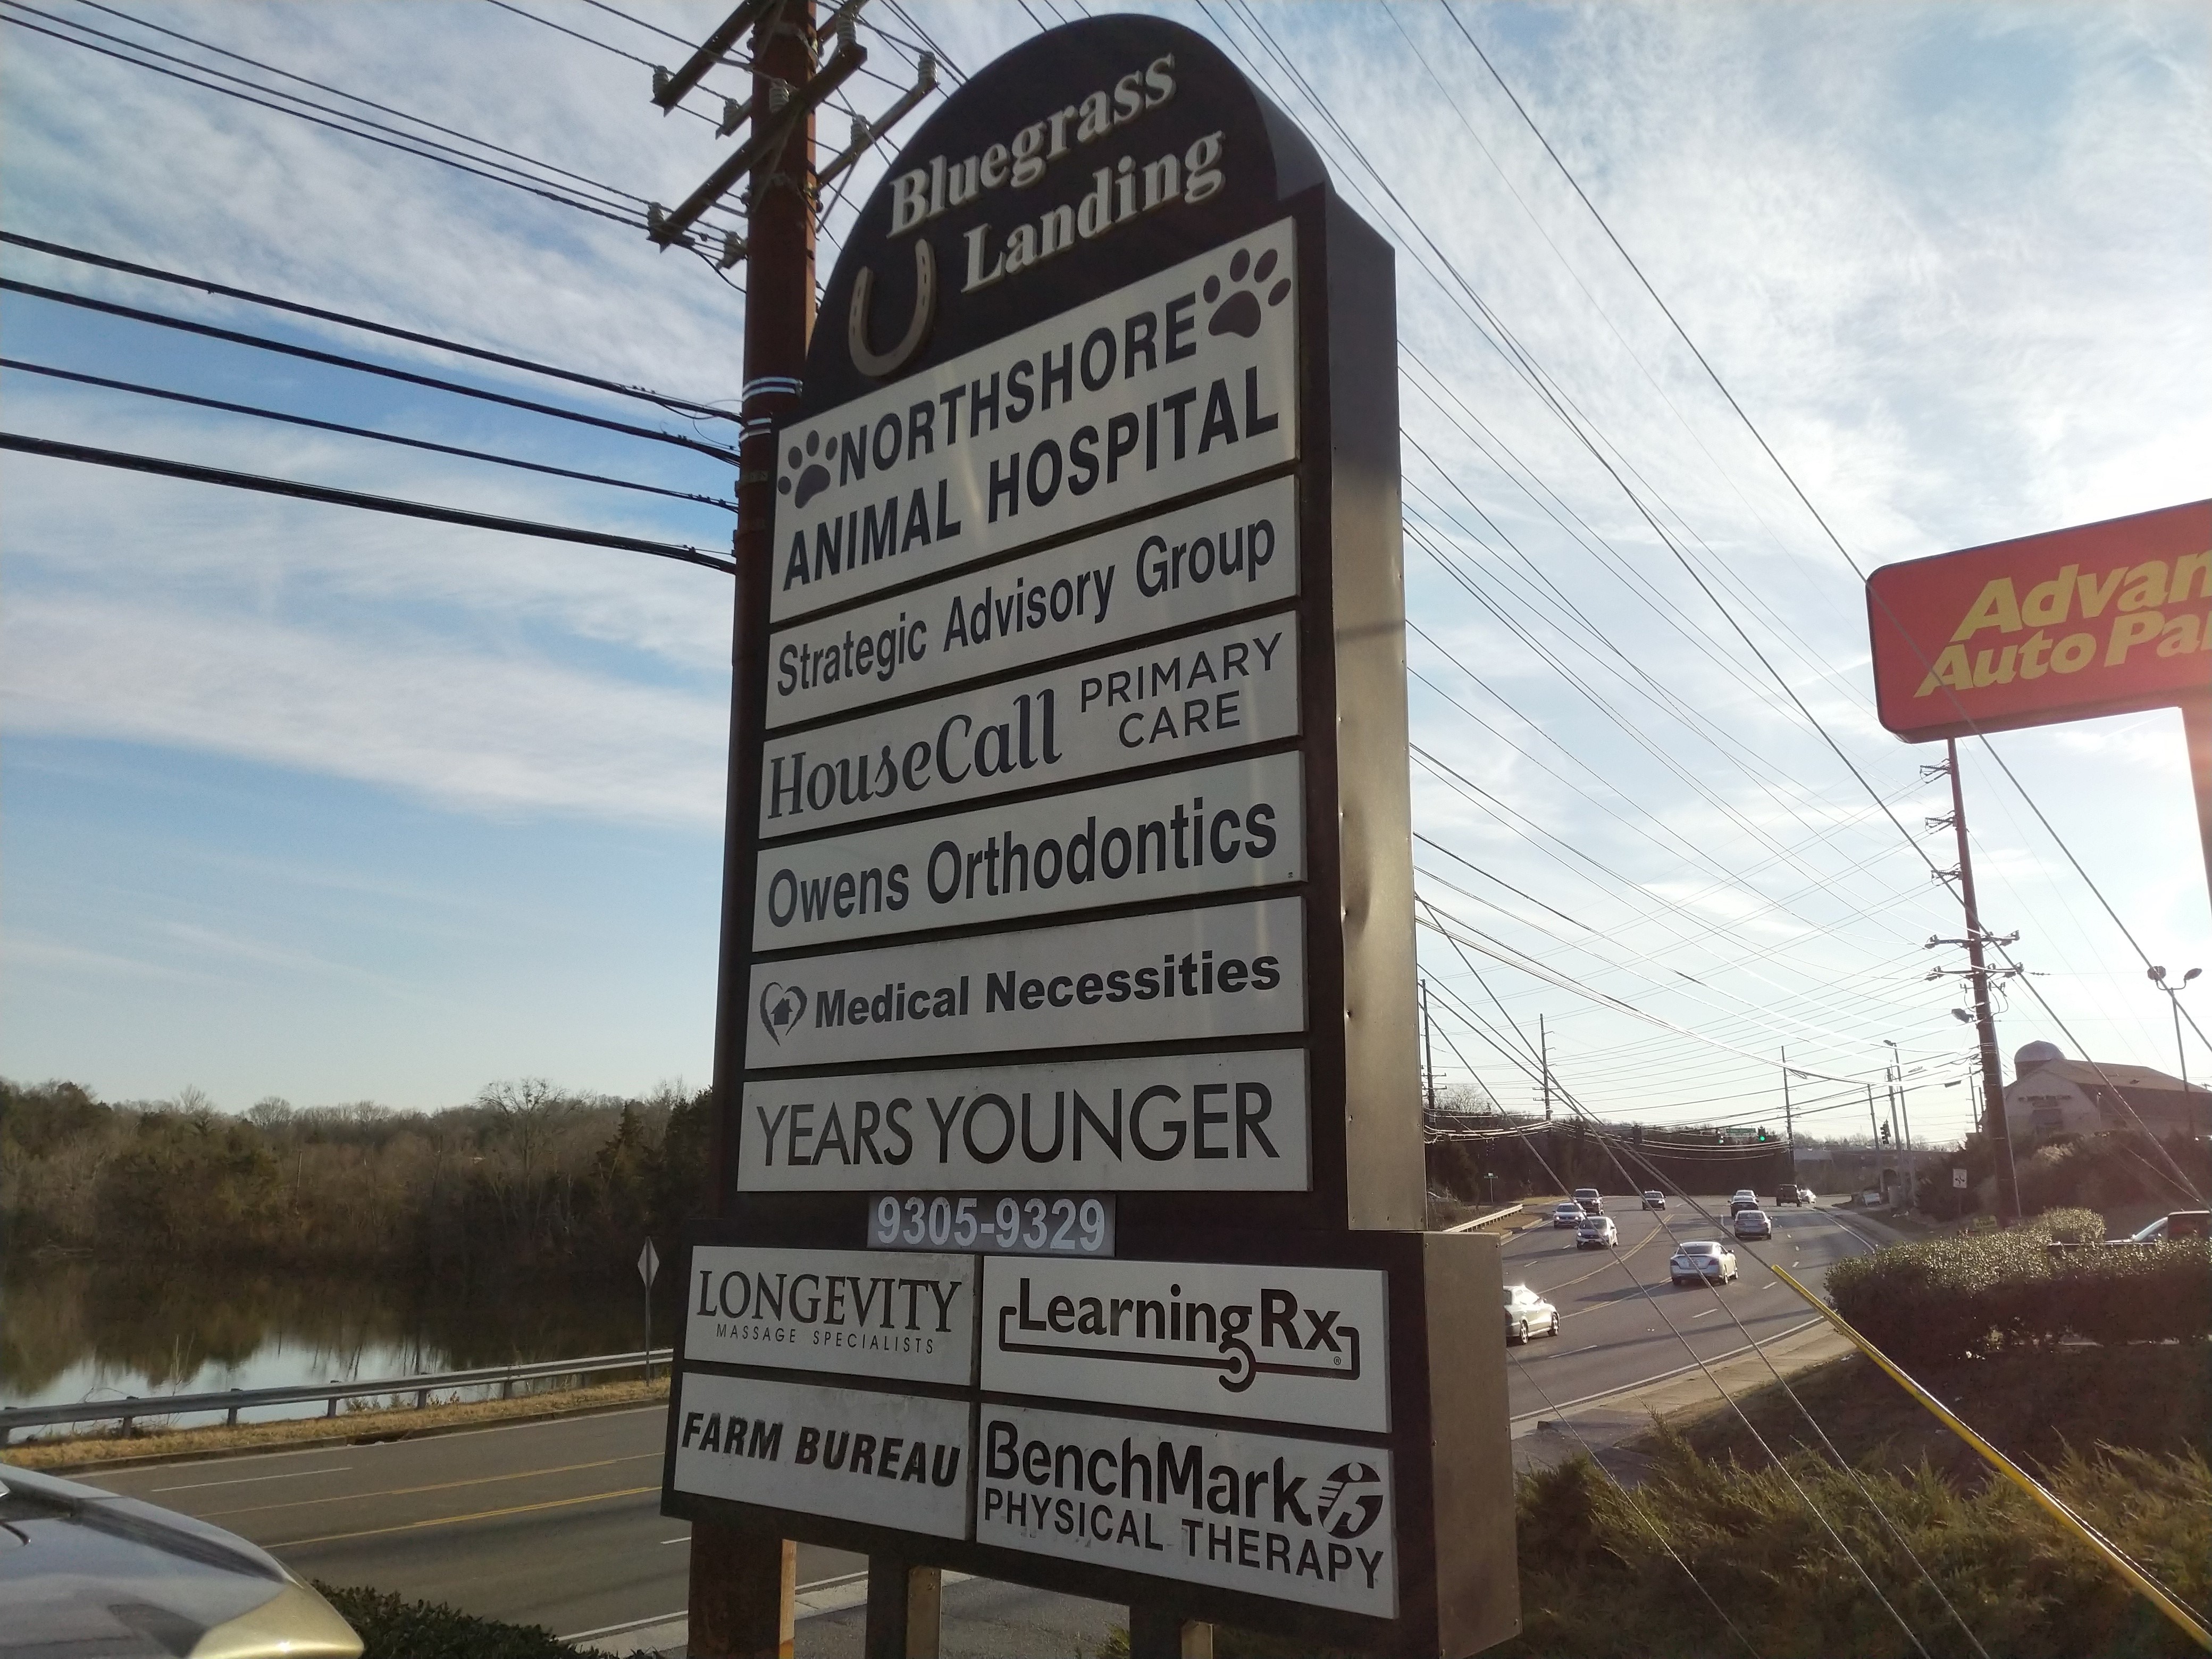 Bluegrass
Landing
NORTHSHORE
ANIMAL HOSPITAL
Strategic Advisory Group
HouseCall PRIMARY
CARE
Owens Orthodontics
Medical Necessities
YEARS YOUNGER
9305-9329
LONGEVITY
MASSAGE SPECIALISTS
LearningRx®
FARM BUREAU
BenchMark
PHYSICAL THERAPY
Advan
Auto Pa